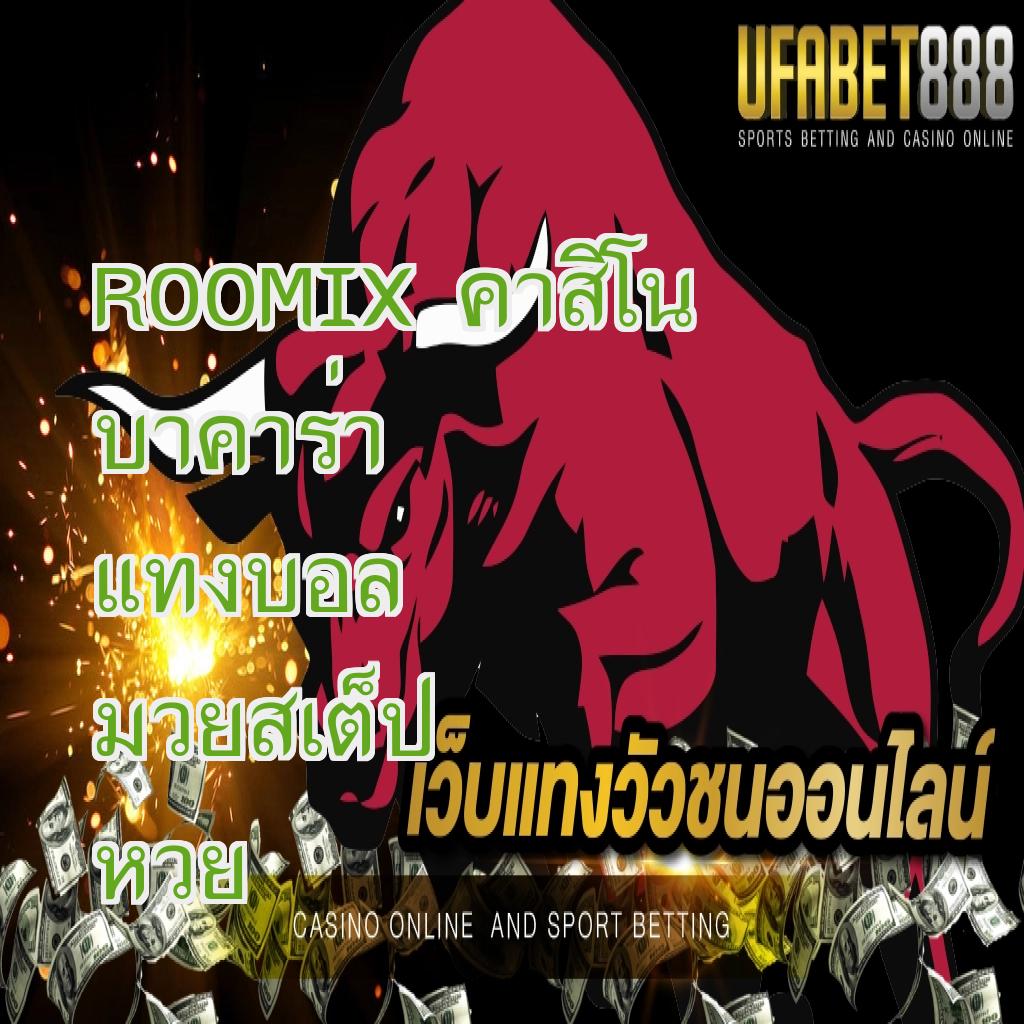 UFABET888
SPORTS BETTING AND CASINO ONLINE
ROOMIX คาสิโน
บาคาร่า
แทงบอล
มวยสเต็ป
หวย
เว็บแทงวัวชนออนไลน์
CASINO ONLINE AND SPORT BETTING